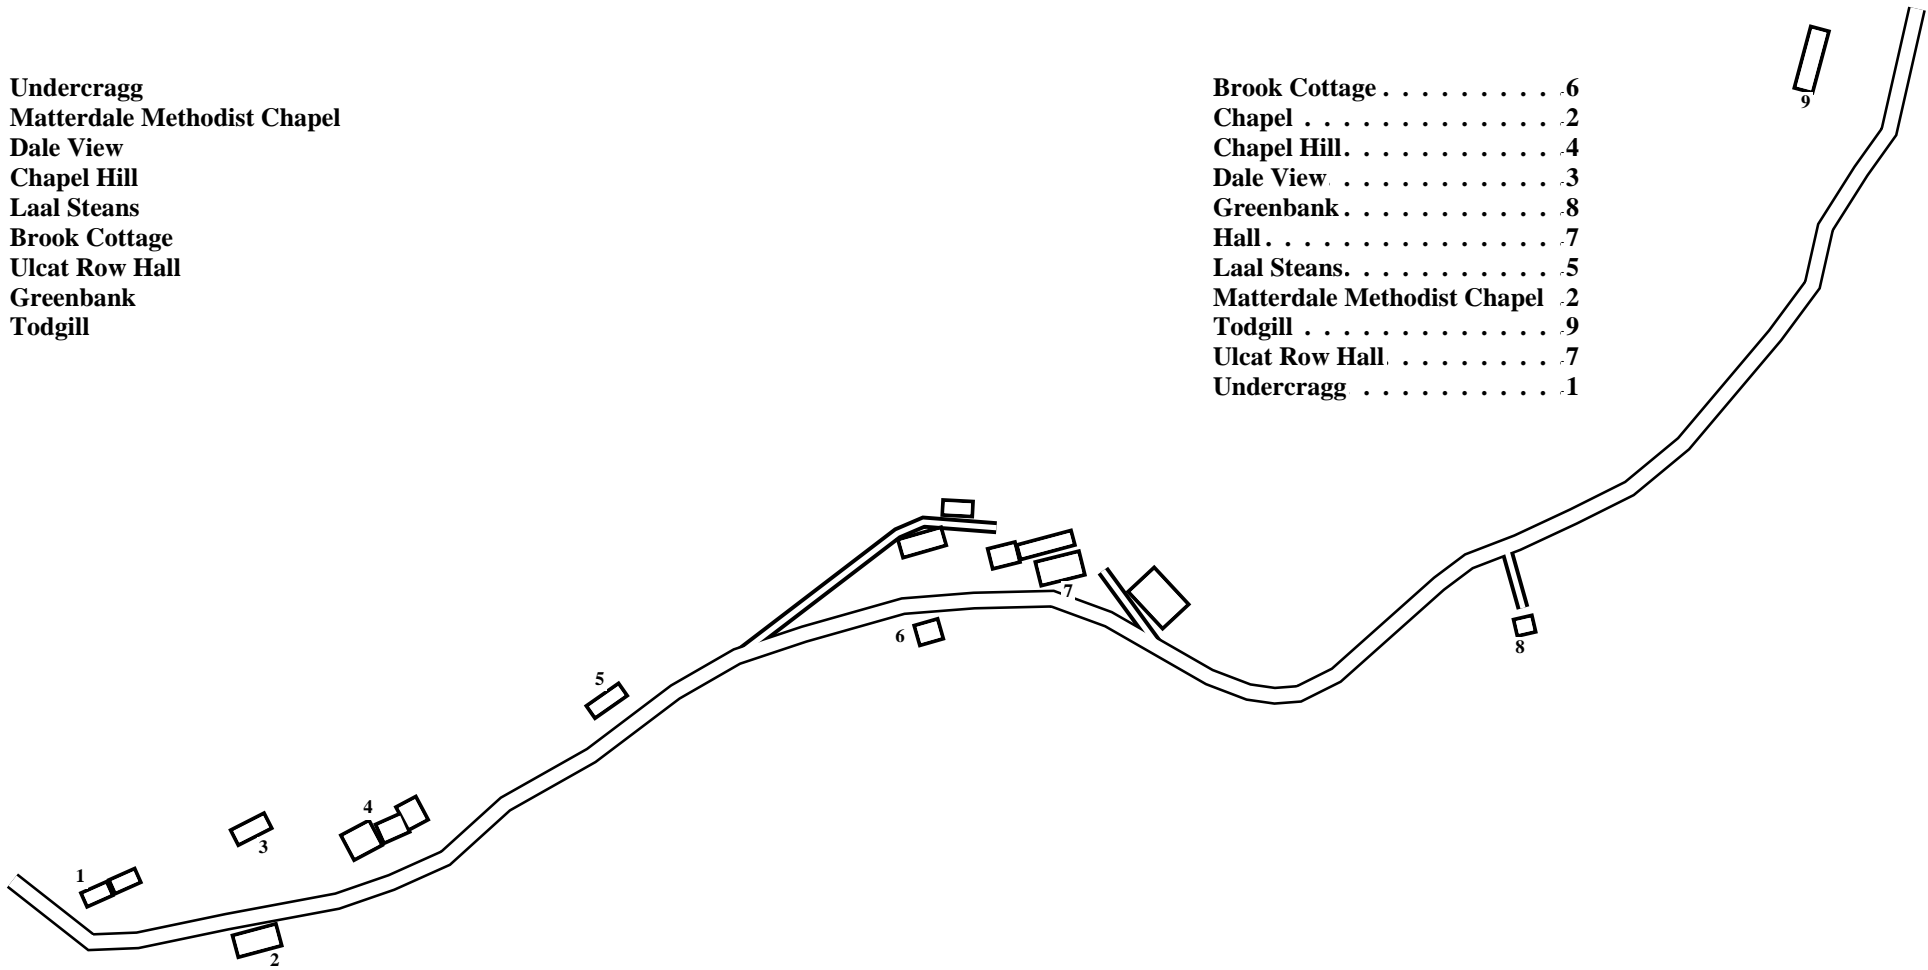 Undercragg
Matterdale Methodist Chapel
Dale View
Chapel Hill
Laal Steans
Brook Cottage
Ulcat Row Hall
Greenbank
Todgill
Brook Cottage . . . . . . . . . . 6
Chapel . . . . . . . . . . . . . . 2
Chapel Hill . . . . . . . . . . . . 4
Dale View . . . . . . . . . . . . 3
Greenbank . . . . . . . . . . . . 8
Hall . . . . . . . . . . . . . . . . 7
Laal Steans . . . . . . . . . . . . 5
Matterdale Methodist Chapel . 2
Todgill . . . . . . . . . . . . . . 9
Ulcat Row Hall . . . . . . . . . . 7
Undercragg . . . . . . . . . . . 1
9
7
6
8
5
4
3
1
2